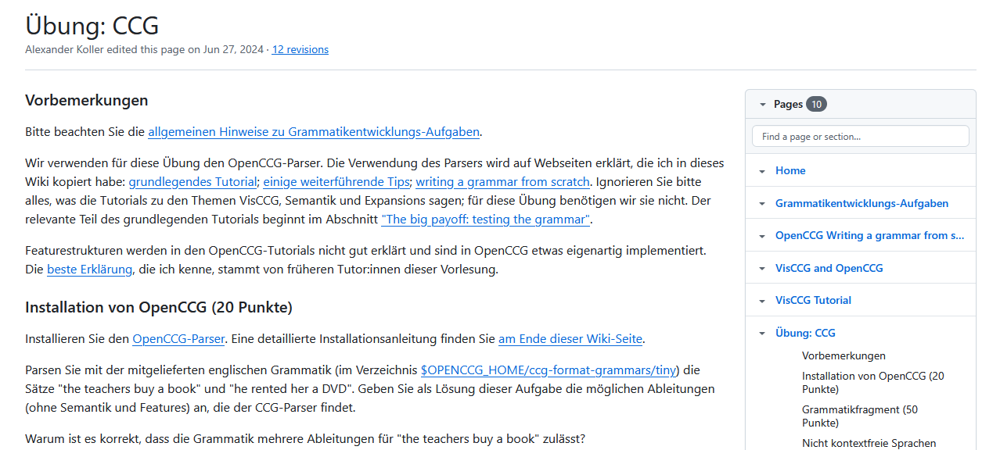 Übung: CCG
Alexander Koller edited this page on Jun 27, 2024 · 12 revisions
Vorbemerkungen
Bitte beachten Sie die allgemeinen Hinweise zu Grammatikentwicklungs-Aufgaben.
Wir verwenden für diese Übung den OpenCCG-Parser. Die Verwendung des Parsers wird auf Webseiten erklärt, die ich in dieses
Wiki kopiert habe: grundlegendes Tutorial; einige weiterführende Tips; writing a grammar from scratch. Ignorieren Sie bitte
alles, was die Tutorials zu den Themen VisCCG, Semantik und Expansions sagen; für diese Übung benötigen wir sie nicht. Der
relevante Teil des grundlegenden Tutorials beginnt im Abschnitt "The big payoff: testing the grammar".
Featurestrukturen werden in den OpenCCG-Tutorials nicht gut erklärt und sind in OpenCCG etwas eigenartig implementiert.
Die beste Erklärung, die ich kenne, stammt von früheren Tutor:innen dieser Vorlesung.
Installation von OpenCCG (20 Punkte)
Installieren Sie den OpenCCG-Parser. Eine detaillierte Installationsanleitung finden Sie am Ende dieser Wiki-Seite.
Parsen Sie mit der mitgelieferten englischen Grammatik (im Verzeichnis $OPENCCG_HOME/ccg-format-grammars/tiny) die
Sätze "the teachers buy a book" und "he rented her a DVD". Geben Sie als Lösung dieser Aufgabe die möglichen Ableitungen
(ohne Semantik und Features) an, die der CCG-Parser findet.
Warum ist es korrekt, dass die Grammatik mehrere Ableitungen für "the teachers buy a book" zulässt?
Pages 10
Find a page or section...
Home
Grammatikentwicklungs-Aufgaben
OpenCCG Writing a grammar from s...
VisCCG and OpenCCG
VisCCG Tutorial
Übung: CCG
Vorbemerkungen
Installation von OpenCCG (20
Punkte)
Grammatikfragment (50
Punkte)
Nicht kontextfreie Sprachen